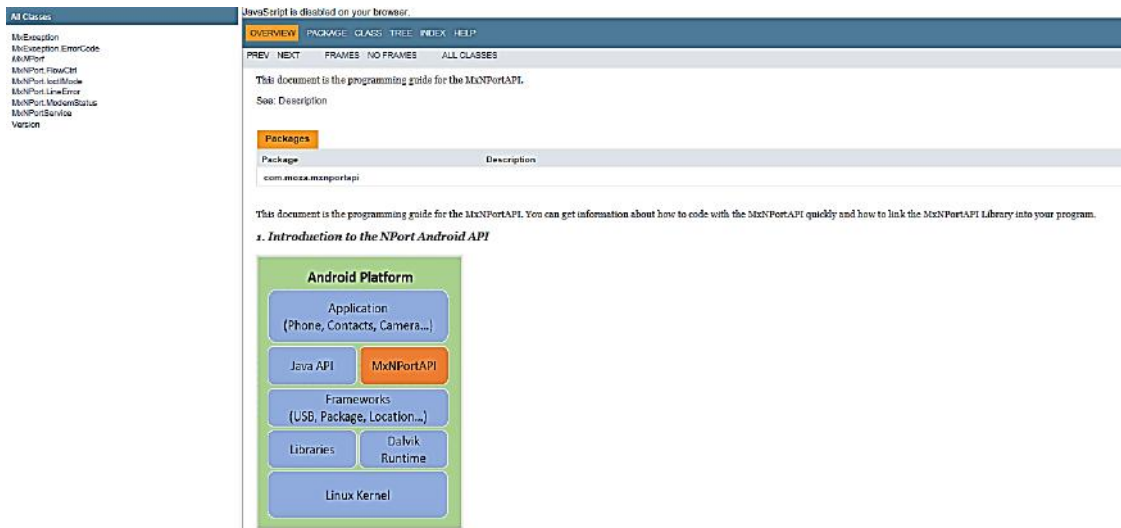 All Classes
MxException
MxException.ErrorCode
MxNPort
MxNPort.FlowCtrl
MxNPort.IoctlMode
MxNPort.LineError
MxNPort.ModemStatus
MxNPortService
Version
JavaScript is disabled on your browser.
OVERVIEW PACKAGE CLASS TREE INDEX HELP
PREV NEXT FRAMES NO FRAMES ALL CLASSES
This document is the programming guide for the MxNPortAPI.
See: Description
Packages
Package Description
com.moxa.mxnportapi
This document is the programming guide for the MxNPortAPI. You can get information about how to code with the MxNPortAPI quickly and how to link the MxNPortAPI Library into your program.
1. Introduction to the NPort Android API
Android Platform
Application
(Phone, Contacts, Camera...)
Java API MxNPortAPI
Frameworks
(USB, Package, Location...)
Libraries Dalvik
Runtime
Linux Kernel